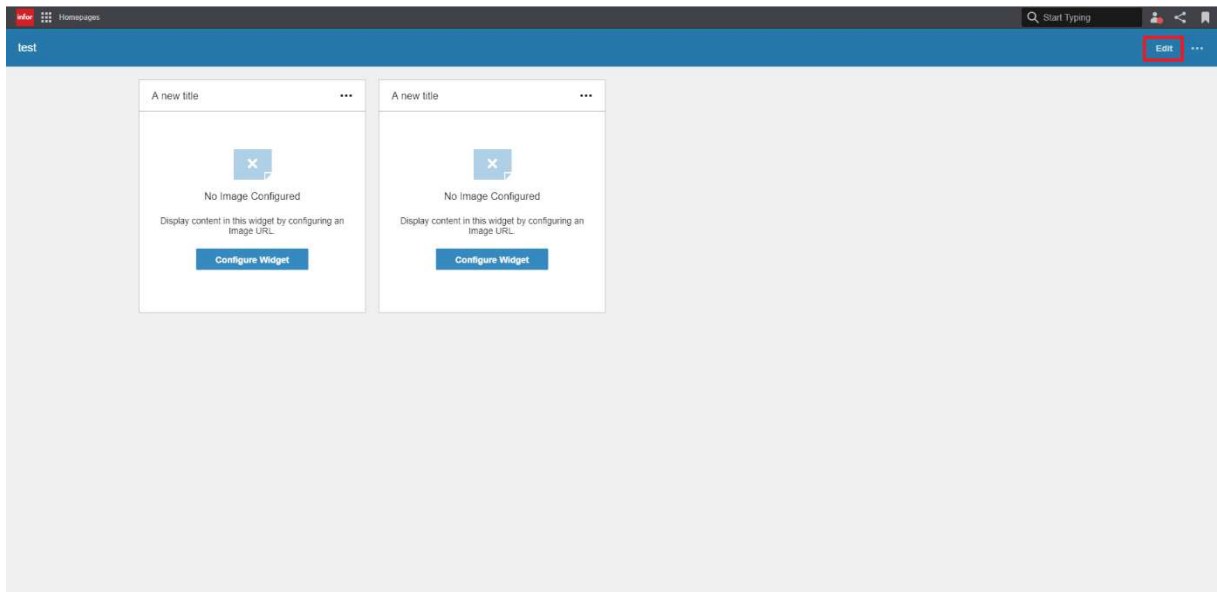 infor Homepages Start Typing
test Edit ...
A new title ... A new title ...
No Image Configured No Image Configured
Display content in this widget by configuring an Display content in this widget by configuring an
Image URL. Image URL.
Configure Widget Configure Widget